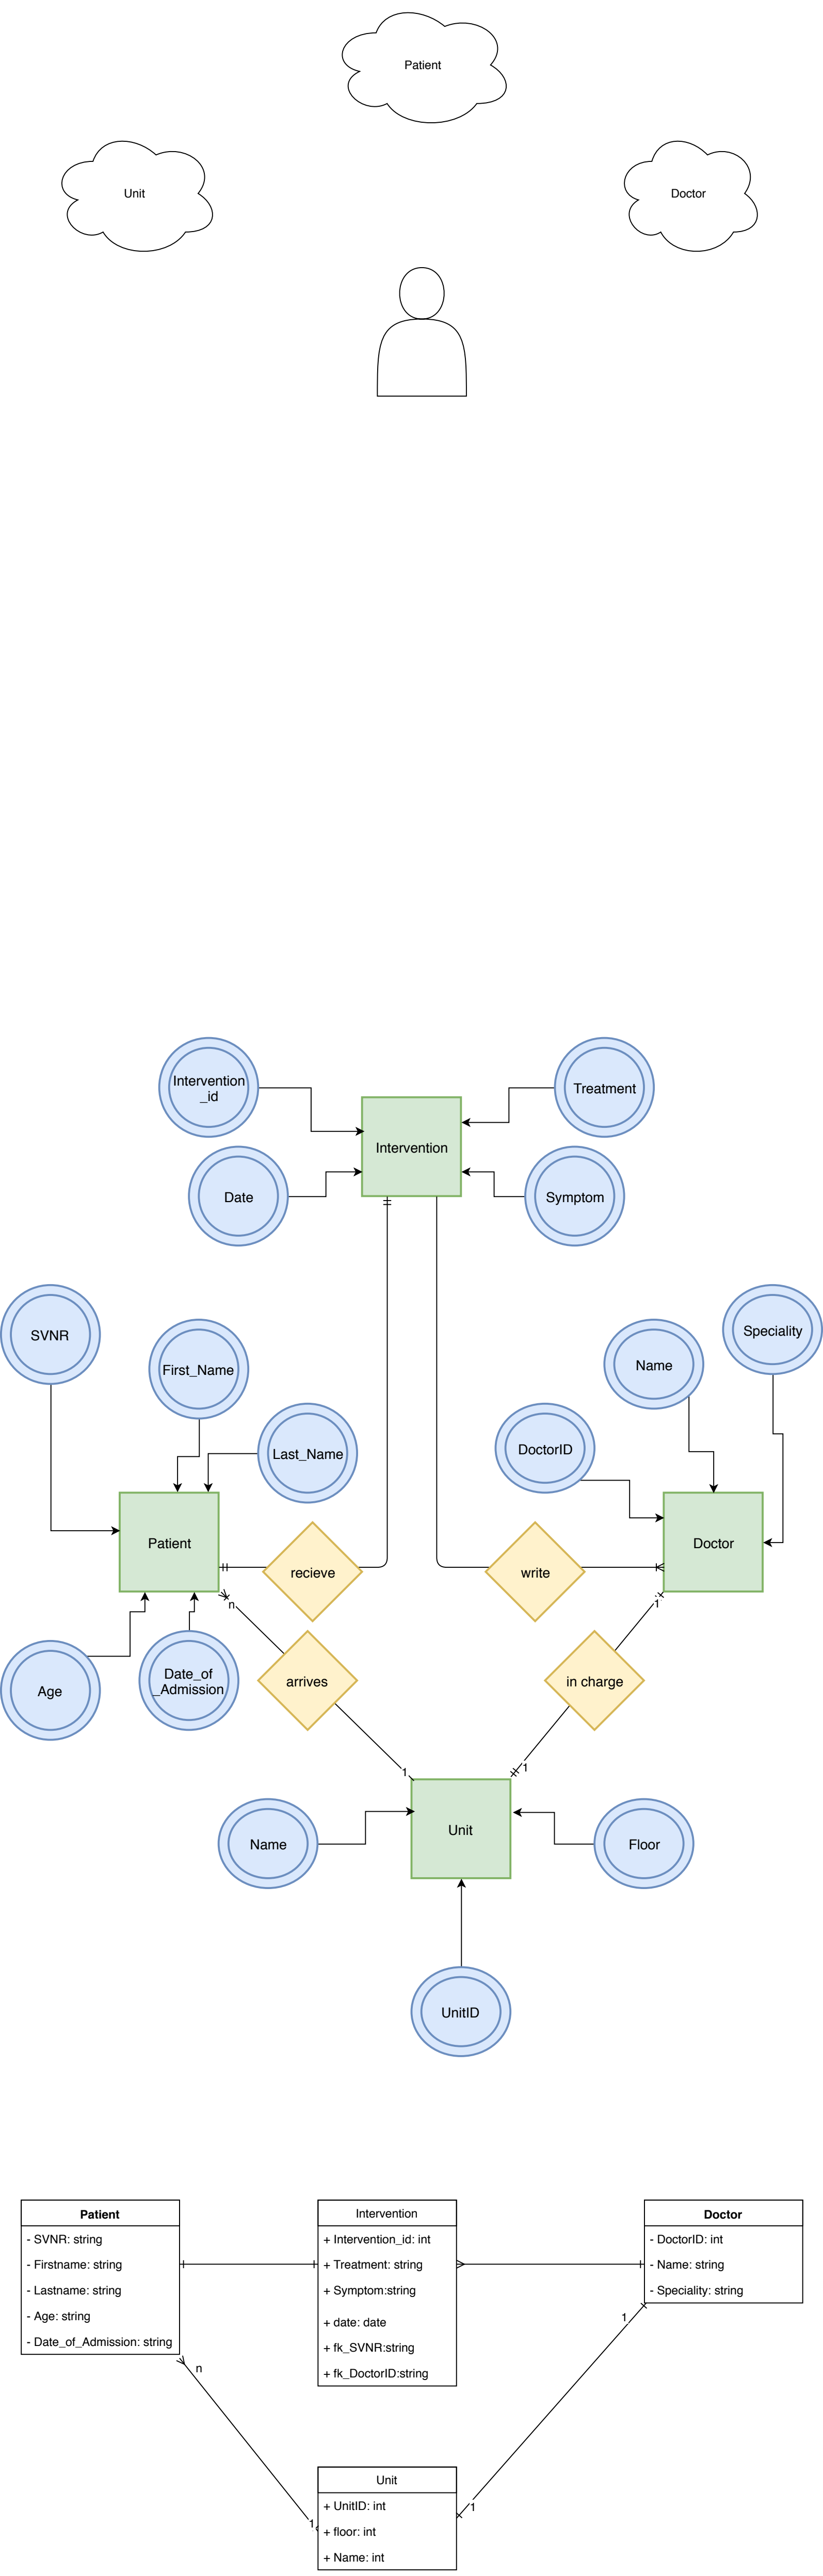 Patient
Unit
Doctor
Intervention
_id
Treatment
Intervention
Date
Symptom
SVNR
Speciality
Name
First_Name
DoctorID
Last_Name
Patient
Doctor
recieve
write
n
1
Date_of
_Admission
arrives
in charge
Age
1
1
Unit
Name
Floor
UnitID
Patient
- SVNR: string
- Firstname: string
- Lastname: string
- Age: string
- Date_of_Admission: string
Intervention
+ Intervention_id: int
+ Treatment: string
+ Symptom:string
+ date: date
+ fk_SVNR:string
+ fk_DoctorID:string
Doctor
- DoctorID: int
- Name: string
- Speciality: string
1
n
1
1
Unit
+ UnitID: int
+ floor: int
+ Name: int